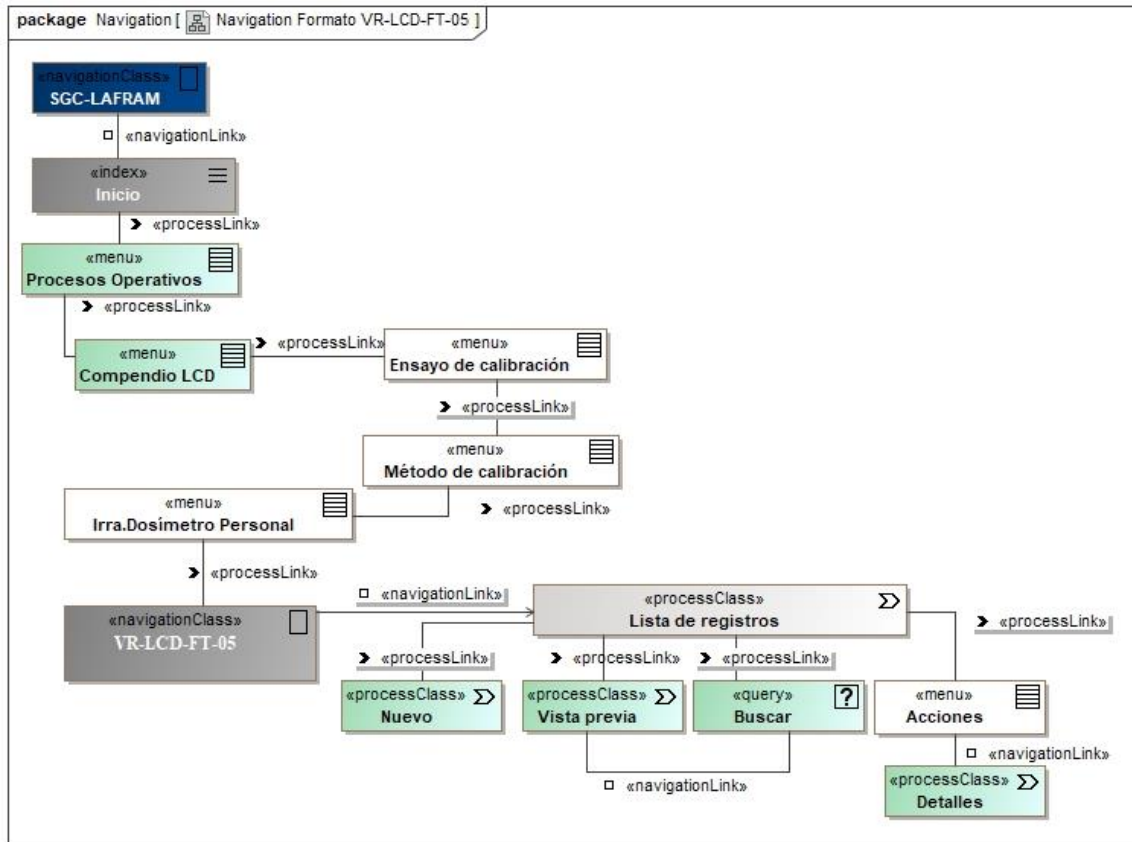 package Navigation [ Navigation Formato VR-LCD-FT-05 ]
«navigationClass»
SGC-LAFRAM
«navigationLink»
«index»
Inicio
«processLink»
«menu»
Procesos Operativos
«processLink»
«menu»
Compendio LCD
«processLink»
«menu»
Ensayo de calibración
«processLink»
«menu»
Método de calibración
«processLink»
«menu»
Irra.Dosímetro Personal
«processLink»
«navigationClass»
VR-LCD-FT-05
«navigationLink»
«processClass»
Lista de registros
«processLink»
«processLink»
«processLink»
«processLink»
«processClass»
Nuevo
«processClass»
Vista previa
«query»
?
Buscar
«menu»
Acciones
«navigationLink»
«navigationLink»
«processClass»
Detalles